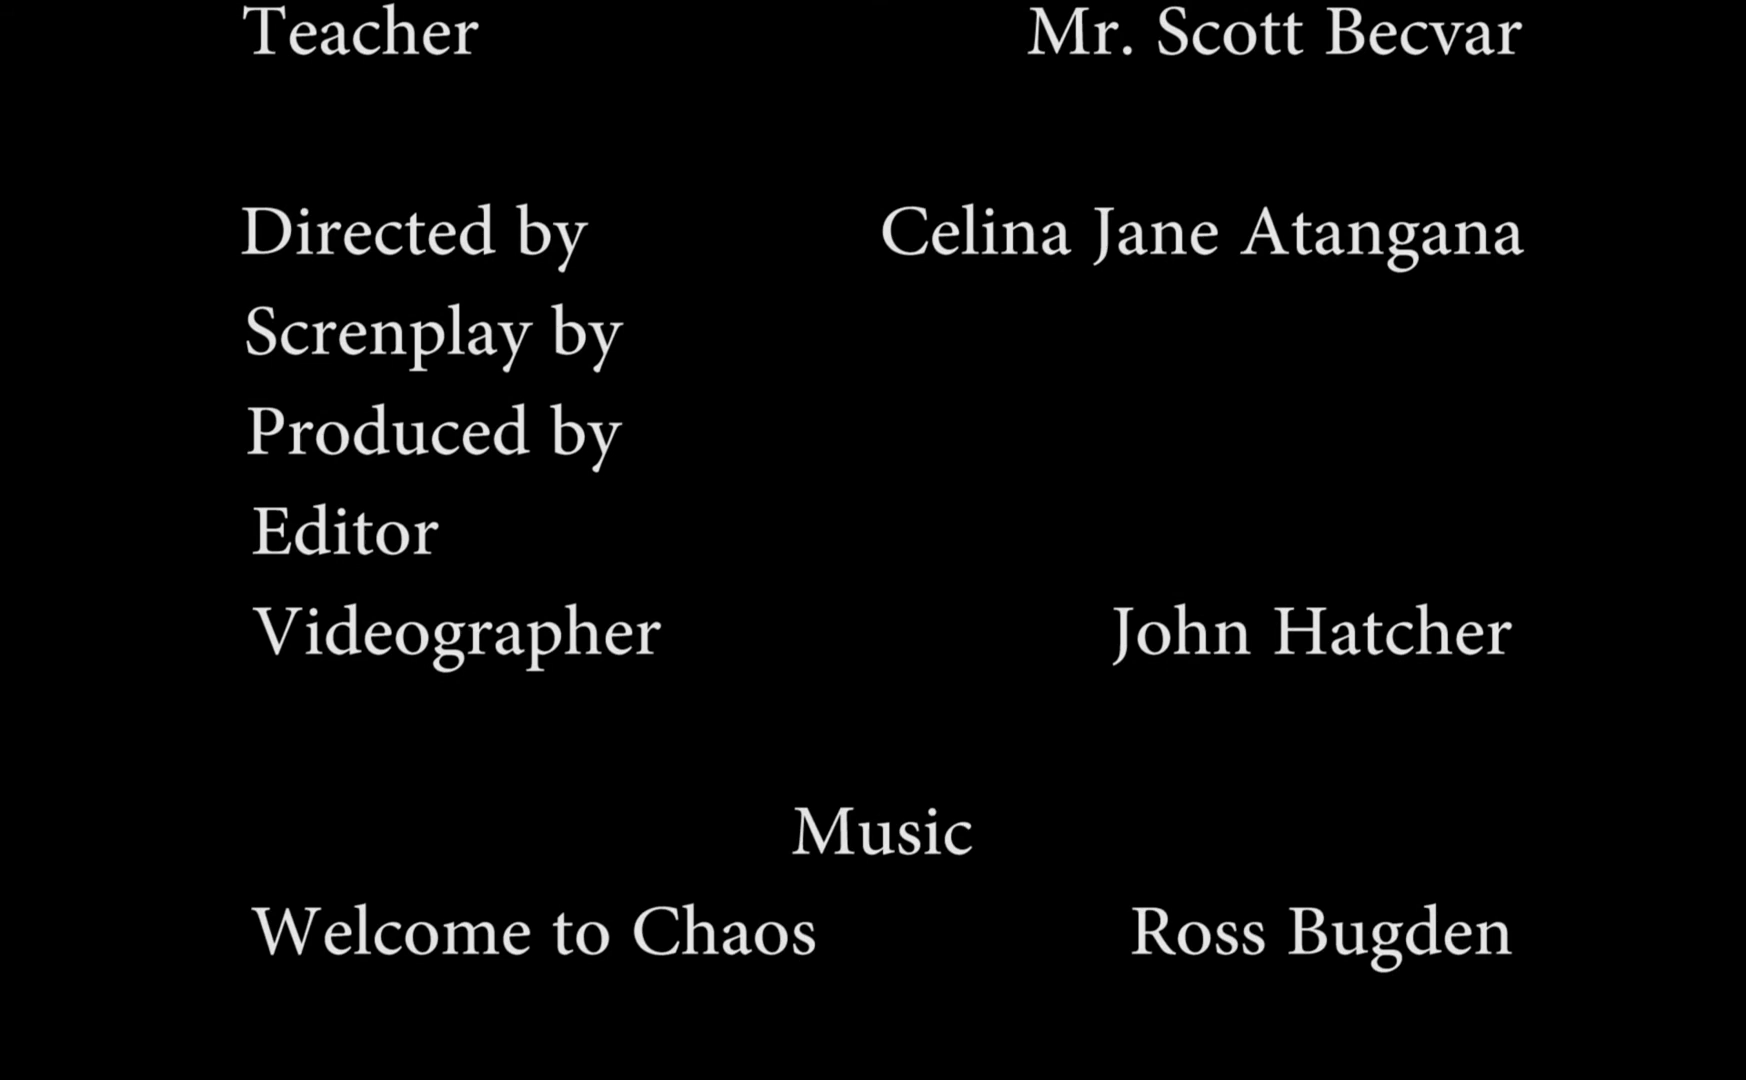 Teacher Mr. Scott Becvar
Directed by Celina Jane Atangana
Screnplay by
Produced by
Editor
Videographer John Hatcher
Music
Welcome to Chaos Ross Bugden